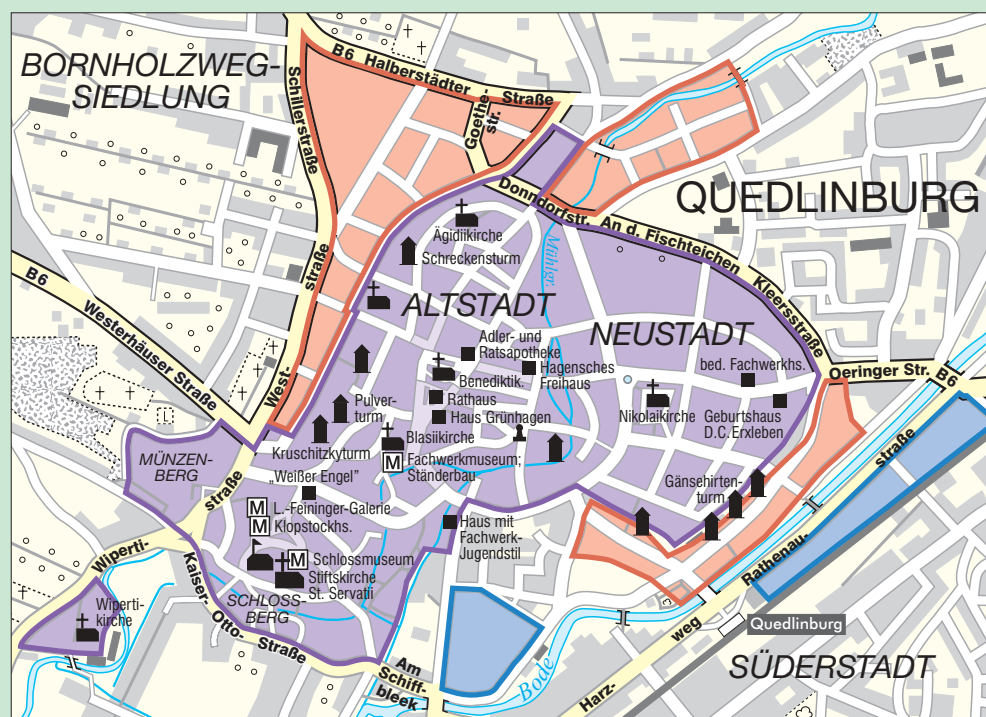 BORNHOLZWEG-
SIEDLUNG
B6 Halberstädter Straße
Schillerstraße
Goethe-
str.
QUEDLINBURG
Donndorfstr.
An d. Fischteichen
Kleersstraße
Ägidiikirche
Schreckensturm
Mühlgr.
ALTSTADT
NEUSTADT
B6
Westerhäuser Straße
West-
straße
Adler- und
Ratsapotheke
Hagensches
Freihaus
Benediktik.
Rathaus
Haus Grünhagen
bed. Fachwerkhs.
Oeringer Str. B6
Nikolaikirche
Geburtshaus
D.C.Erxleben
Pulver-
turm
Kruschitzkyturm
Blasiikirche
M
Fachwerkmuseum;
Ständerbau
MÜNZEN-
BERG
„Weißer Engel"
M
L.-Feininger-Galerie
M
Klopstockhs.
Gänsehirten-
turm
Haus mit
Fachwerk-
Jugendstil
M
Schlossmuseum
Stiftskirche
St. Servatii
SCHLOSS-
BERG
Wiperti-
straße
Wiperti-
kirche
Kaiser-
Otto-
Straße
Am
Schiff-
bleek
Bode
Harz-
weg
Rathenau-
straße
Quedlinburg
SÜDERSTADT